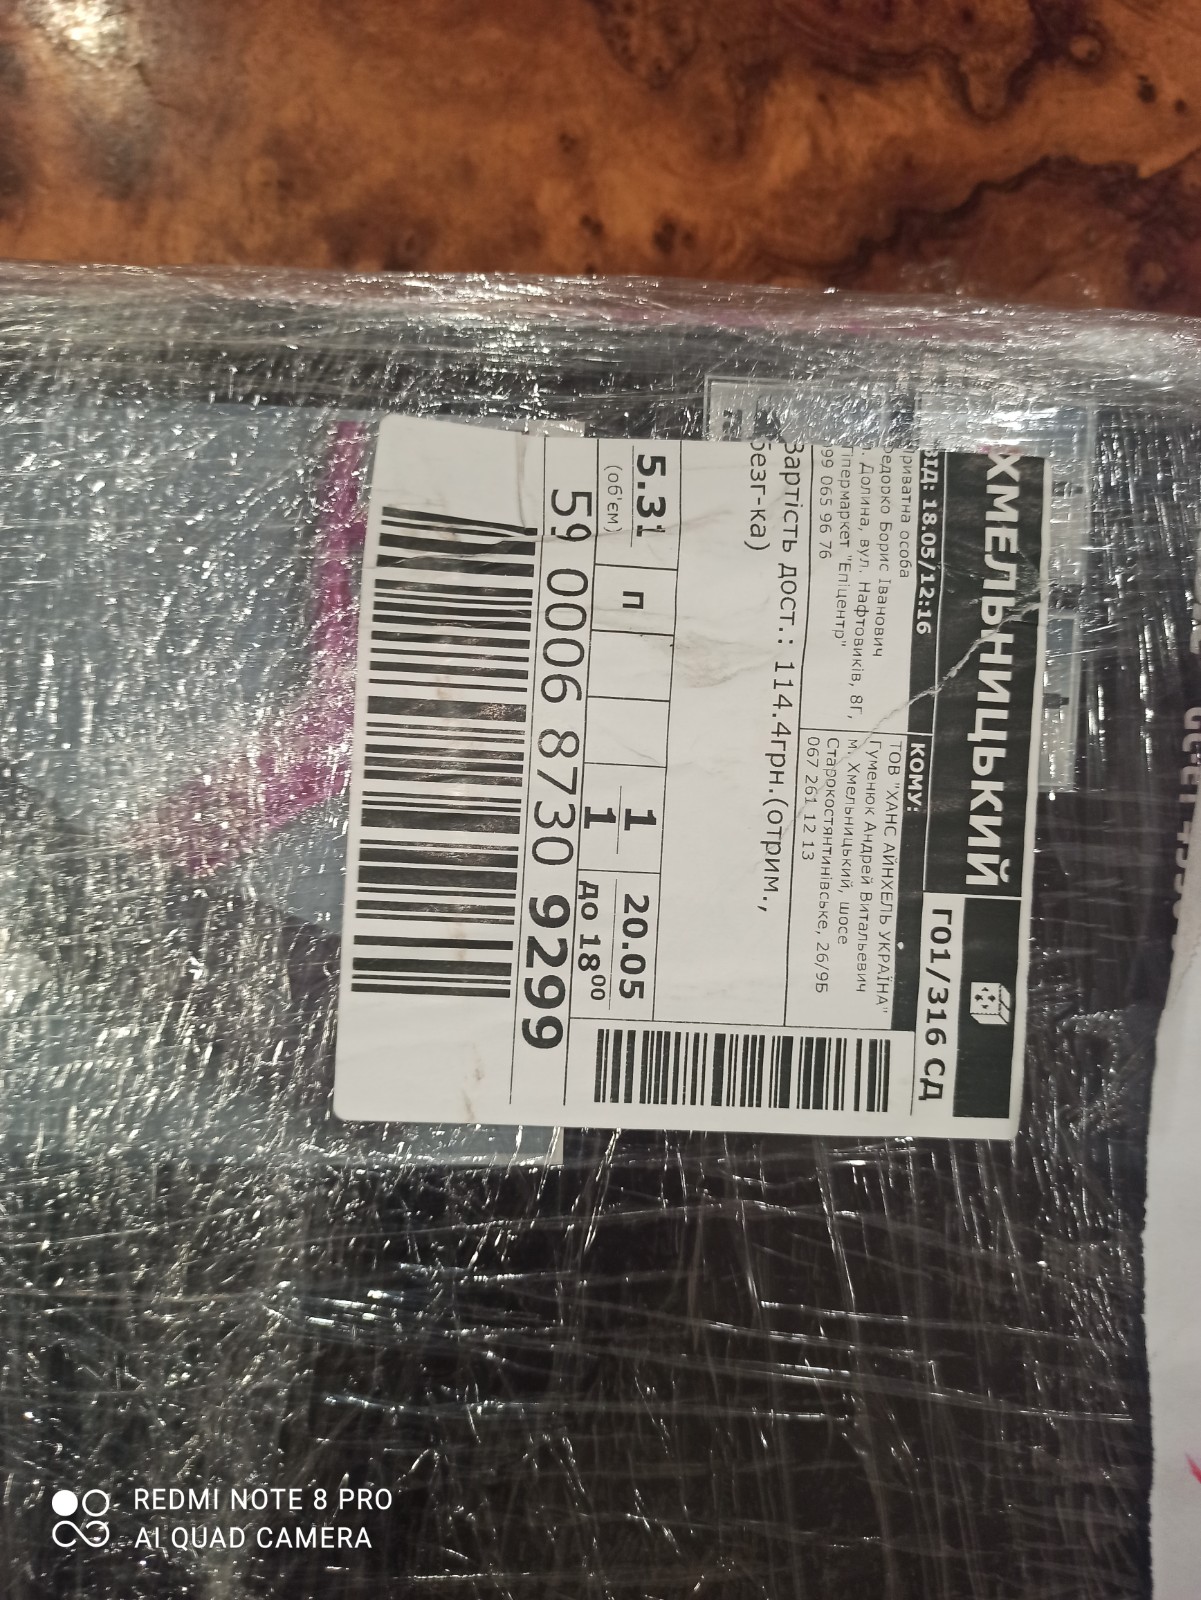 ХМЕЛЬНИЦЬКИЙ
Г01/316 СД
ВІД: 18.05/12:16
Приватна особа
Федорко Борис Іванович
м. Долина, вул. Нафтовиків, 8Г,
Гіпермаркет "Епіцентр"
99 065 96 76
КОМУ:
ТОВ "ХАНС АЙНХЕЛЬ УКРАЇНА"
Гуменюк Андрей Витальевич
м. Хмельницький, шосе
Старокостянтинівське, 26/9Б
067 261 12 13
Вартість дост.: 114.4грн.(отрим.,
безг-ка)
5.31
(об'єм)
П
1
1
20.05
до 18⁰⁰
59 0006 8730 9299
REDMI NOTE 8 PRO
AI QUAD CAMERA